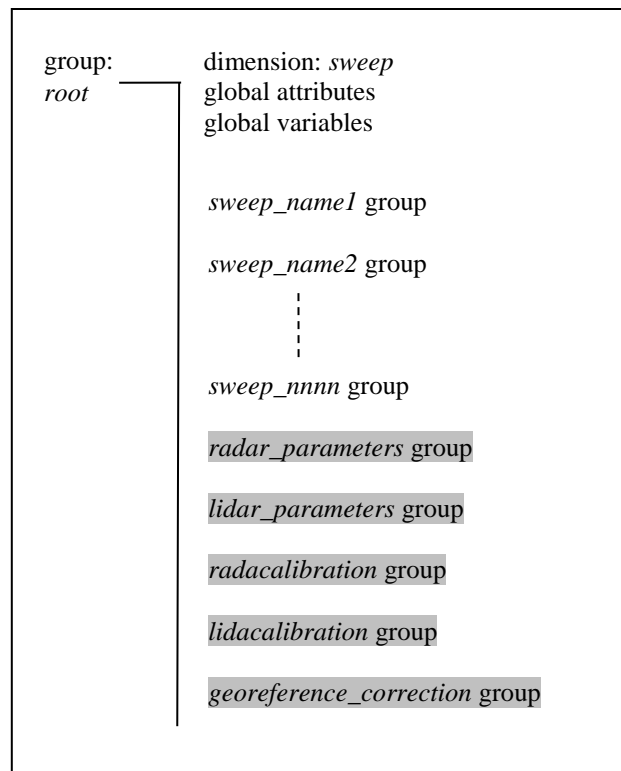 group:
root
dimension: sweep
global attributes
global variables
sweep_name1 group
sweep_name2 group
sweep_nnnn group
radar_parameters group
lidar_parameters group
radacalibration group
lidacalibration group
georeference_correction group